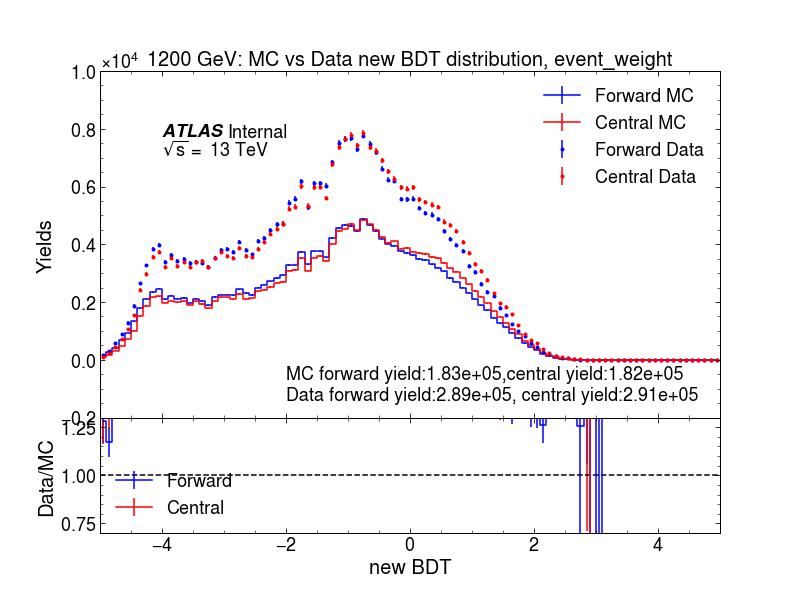 ×10⁴ 1200 GeV: MC vs Data new BDT distribution, event_weight
1.0
0.8
0.6
0.4
0.2
0.0
0.2
Yields
ATLAS Internal
√s = 13 TeV
Forward MC
Central MC
Forward Data
Central Data
MC forward yield:1.83e+05,central yield:1.82e+05
Data forward yield:2.89e+05, central yield:2.91e+05
1.25
1.00
0.75
Data/MC
Forward
Central
−4 −2 0 2 4
new BDT